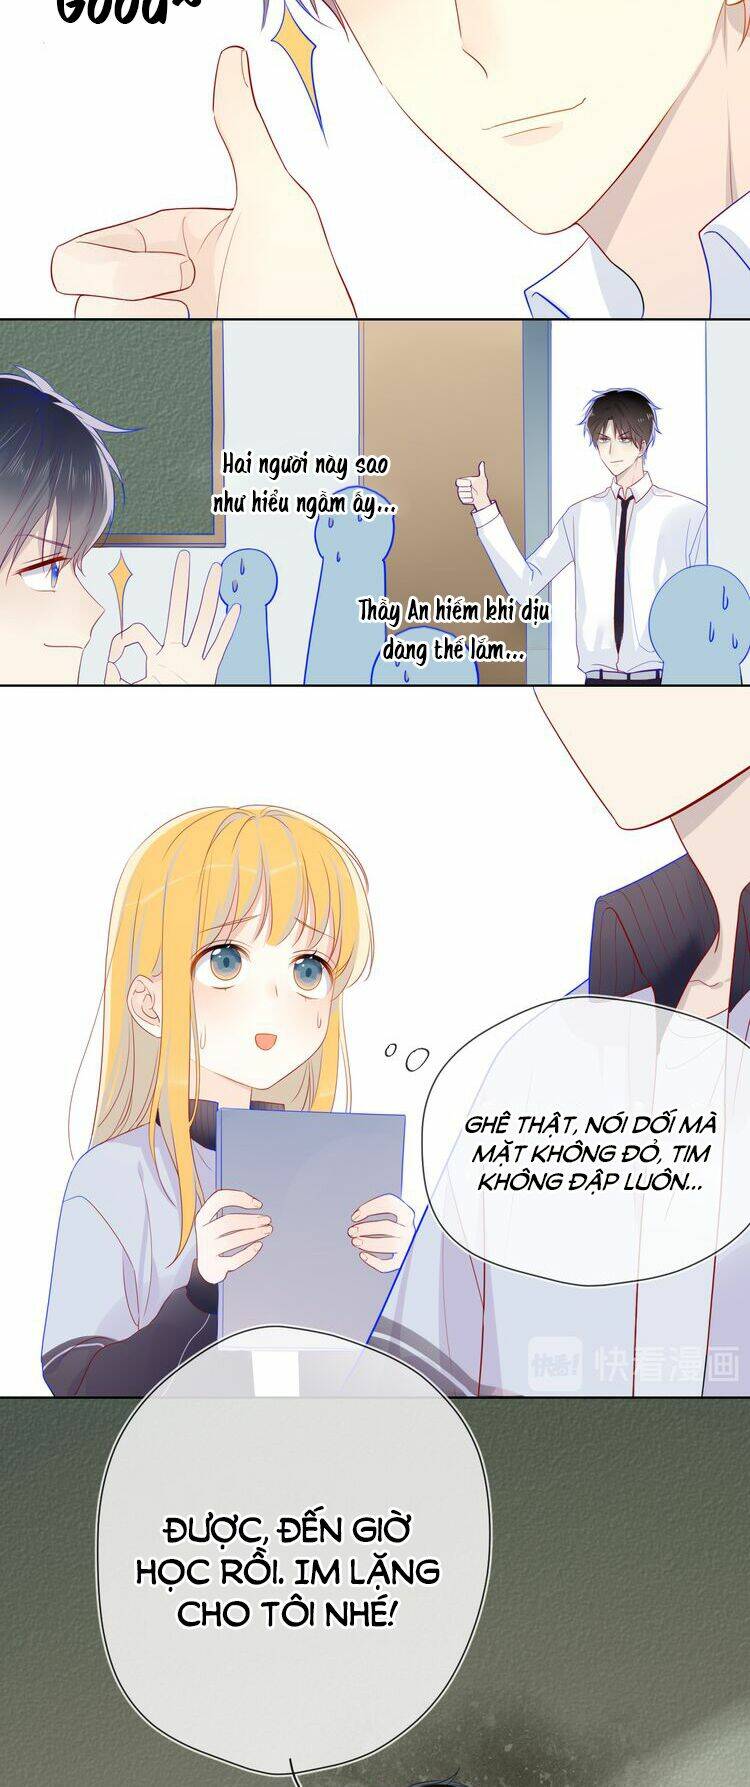 GOOD~
Hai người này sao
như hiểu ngầm ấy...
Thầy An hiếm khi dịu
dàng thế lắm...
GHÊ THẬT, NÓI DỐI MÀ
MẶT KHÔNG ĐỎ, TIM
KHÔNG ĐẬP LUÔN...
快看! 快看漫画
ĐƯỢC, ĐẾN GIỜ
HỌC RỒI. IM LẶNG
CHO TÔI NHÉ!